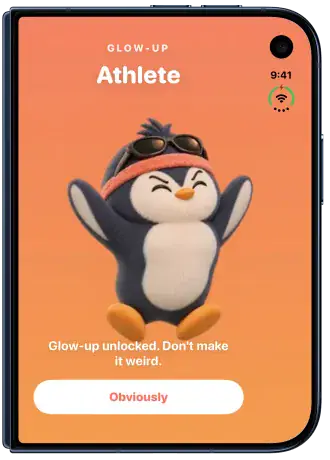 GLOW-UP
Athlete
9:41
Glow-up unlocked. Don't make
it weird.
Obviously